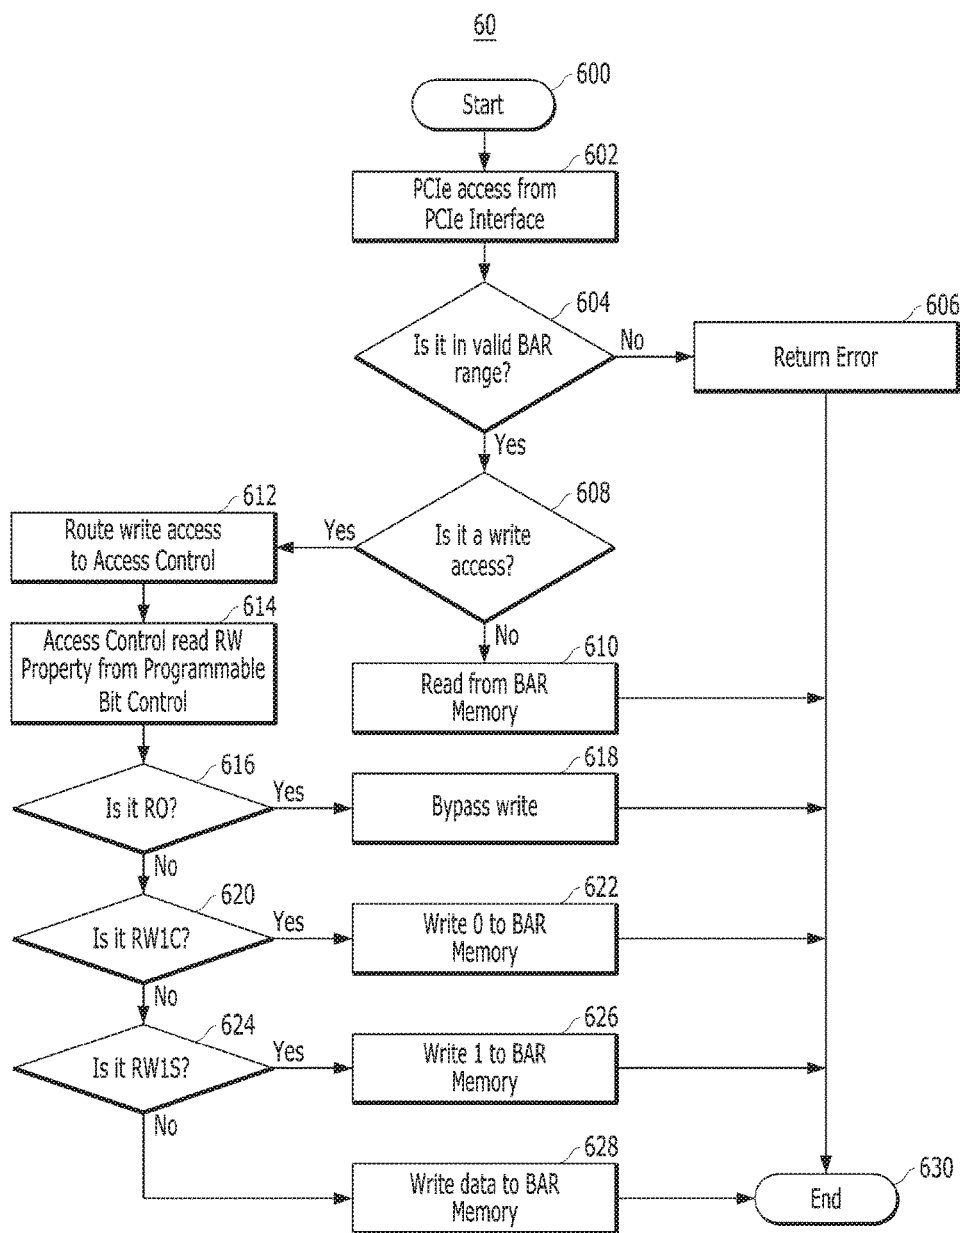 60
600
Start
602
PCIe access from
PCIe Interface
604
Is it in valid BAR
range?
No
606
Return Error
Yes
608
Is it a write
access?
Yes
612
Route write access
to Access Control
614
Access Control read RW
Property from Programmable
Bit Control
No
610
Read from BAR
Memory
616
Is it RO?
Yes
618
Bypass write
No
620
Is it RW1C?
Yes
622
Write 0 to BAR
Memory
No
624
Is it RW1S?
Yes
626
Write 1 to BAR
Memory
No
628
Write data to BAR
Memory
630
End